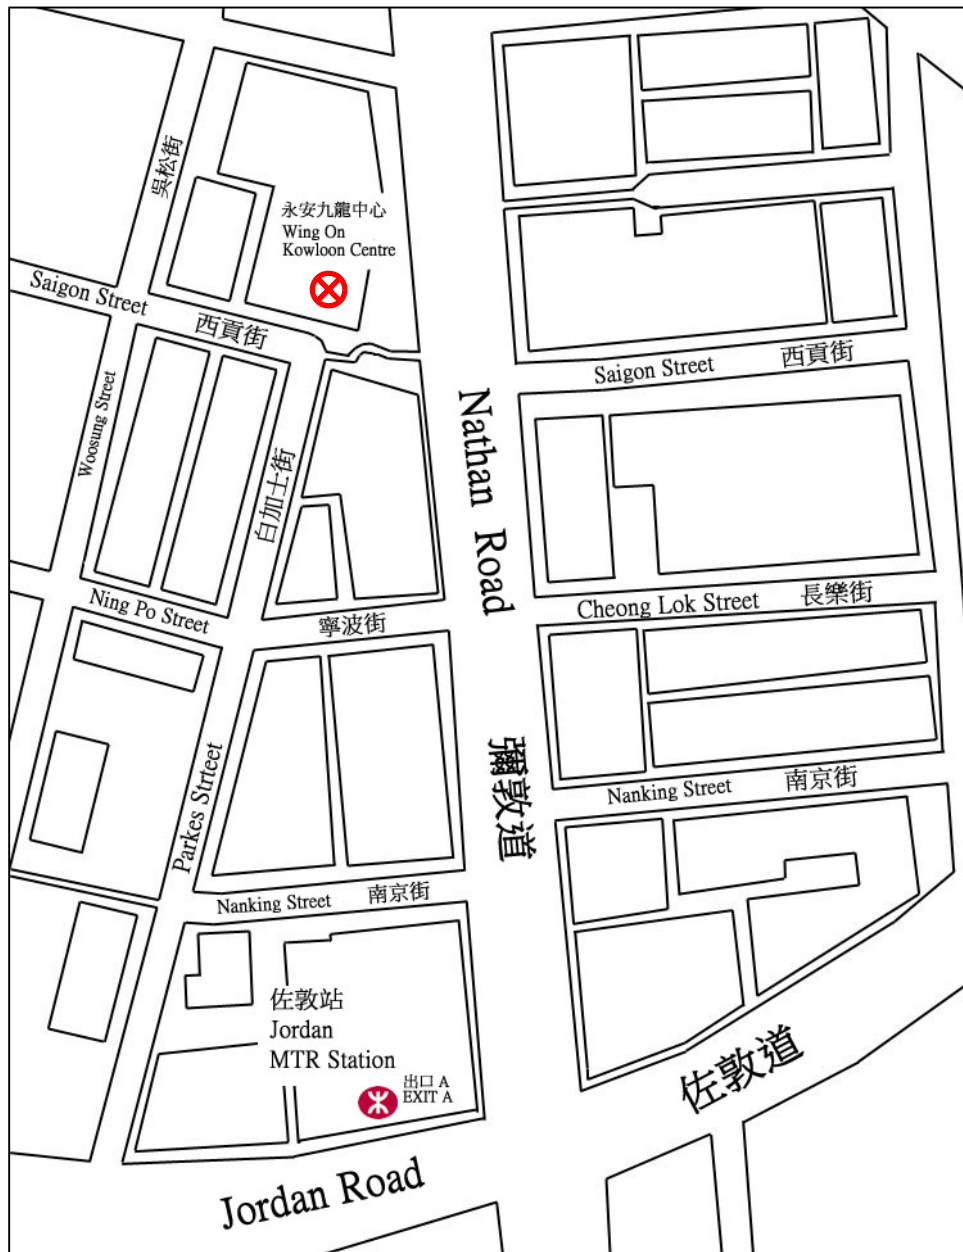 吳松街
永安九龍中心
Wing On
Kowloon Centre
Saigon Street
西貢街
Saigon Street
西貢街
Woosung Street
白加士街
Nathan Road
Cheong Lok Street
長樂街
Ning Po Street
寧波街
Parkes Strteet
彌敦道
Nanking Street
南京街
Nanking Street
南京街
佐敦站
Jordan
MTR Station
出口 A
EXIT A
佐敦道
Jordan Road